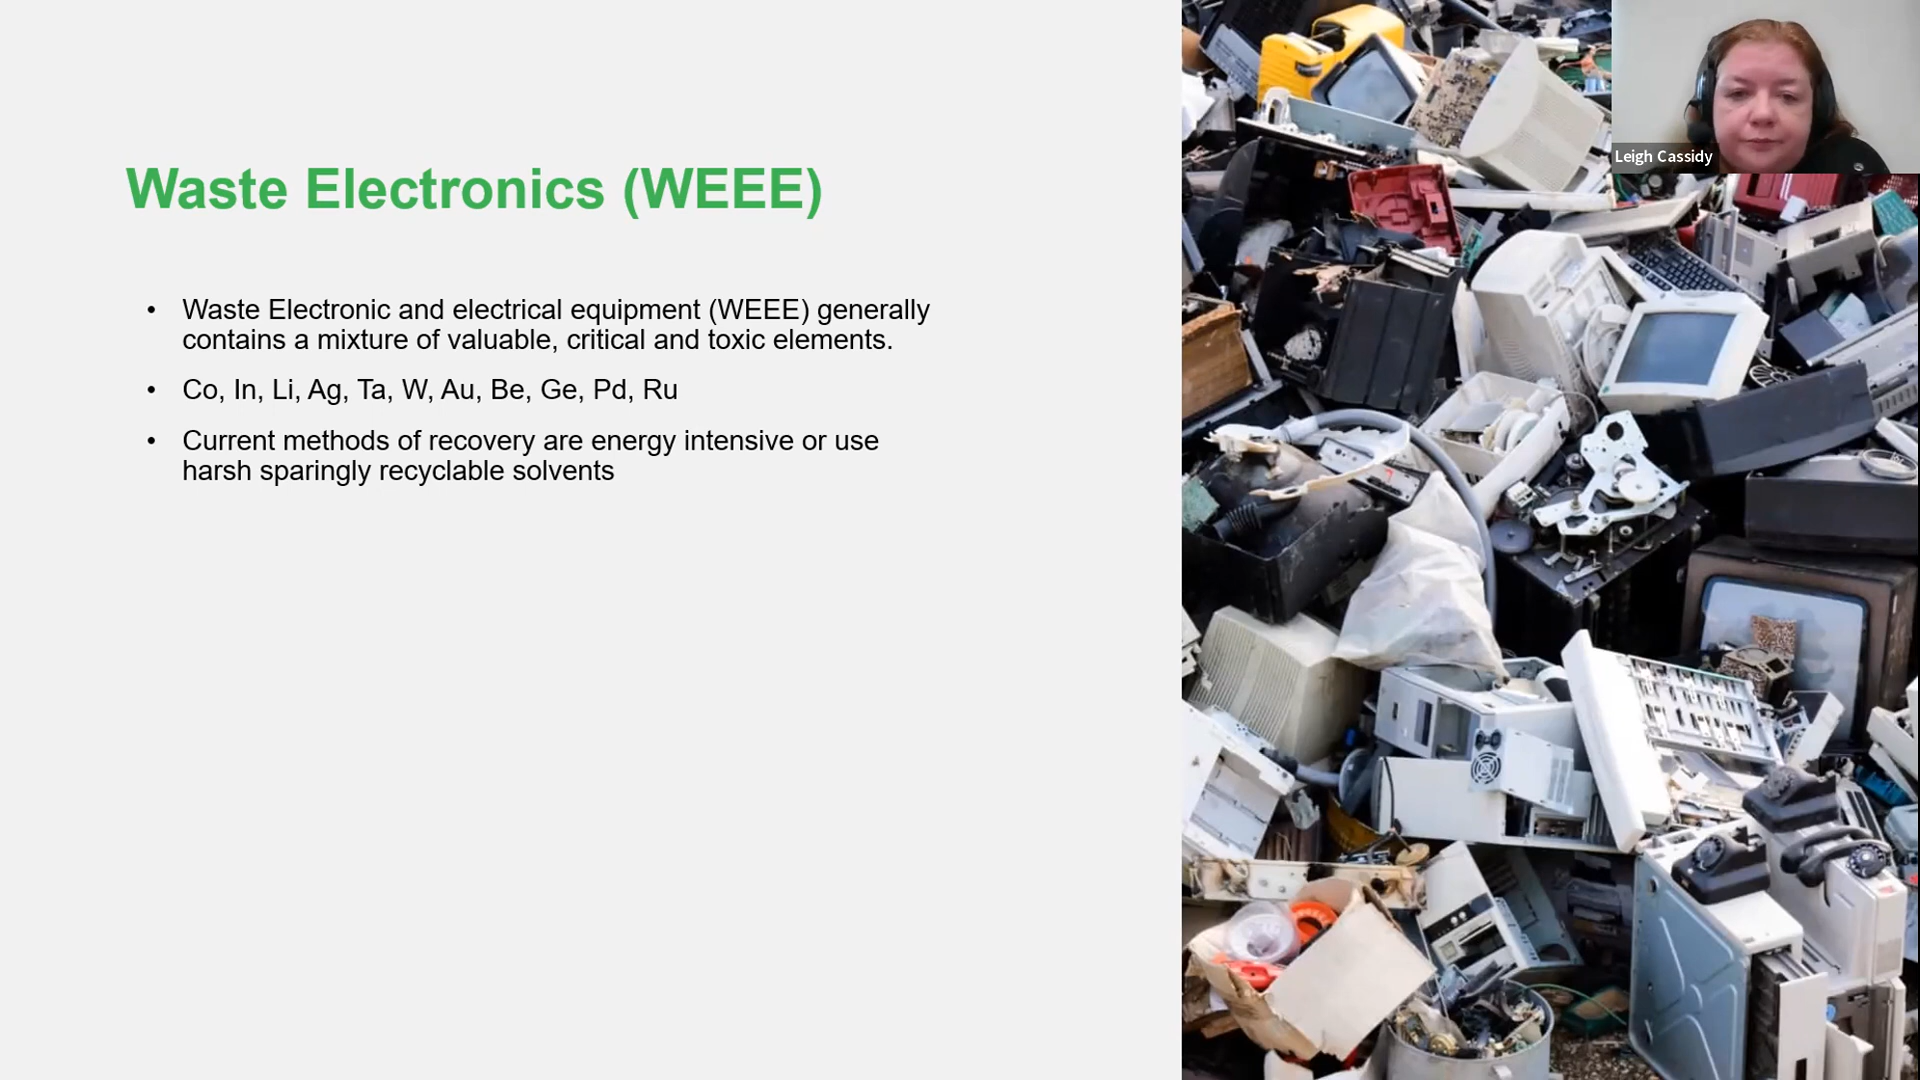 Waste Electronics (WEEE)
• Waste Electronic and electrical equipment (WEEE) generally
contains a mixture of valuable, critical and toxic elements.
• Co, In, Li, Ag, Ta, W, Au, Be, Ge, Pd, Ru
• Current methods of recovery are energy intensive or use
harsh sparingly recyclable solvents
Leigh Cassidy